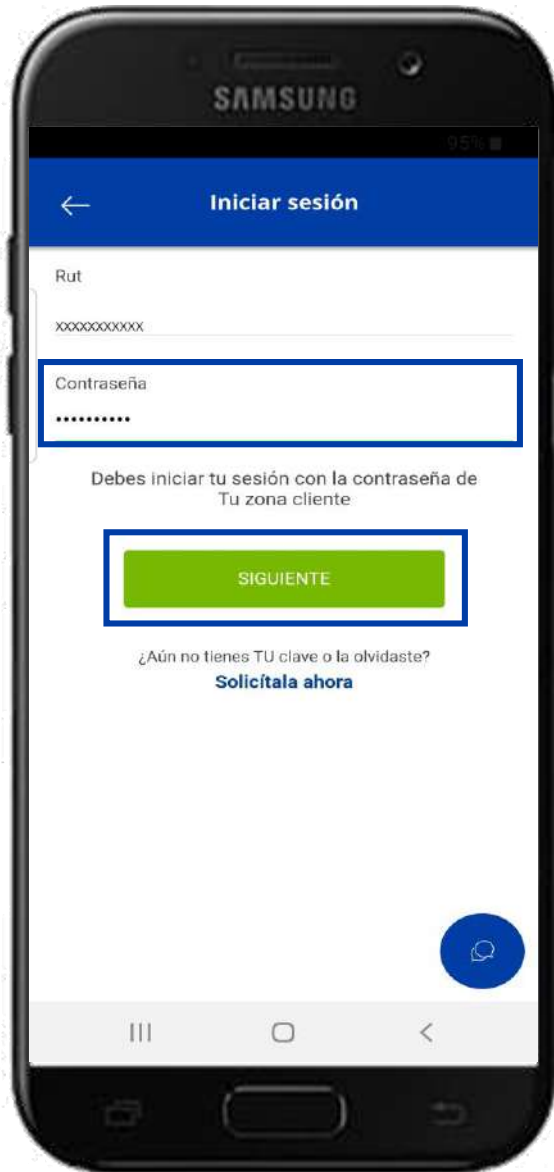 SAMSUNG
95%
Iniciar sesión
Rut
xxxxxxxxxxx
Contraseña
••••••••••
Debes iniciar tu sesión con la contraseña de
Tu zona cliente
SIGUIENTE
¿Aún no tienes TU clave o la olvidaste?
Solicítala ahora